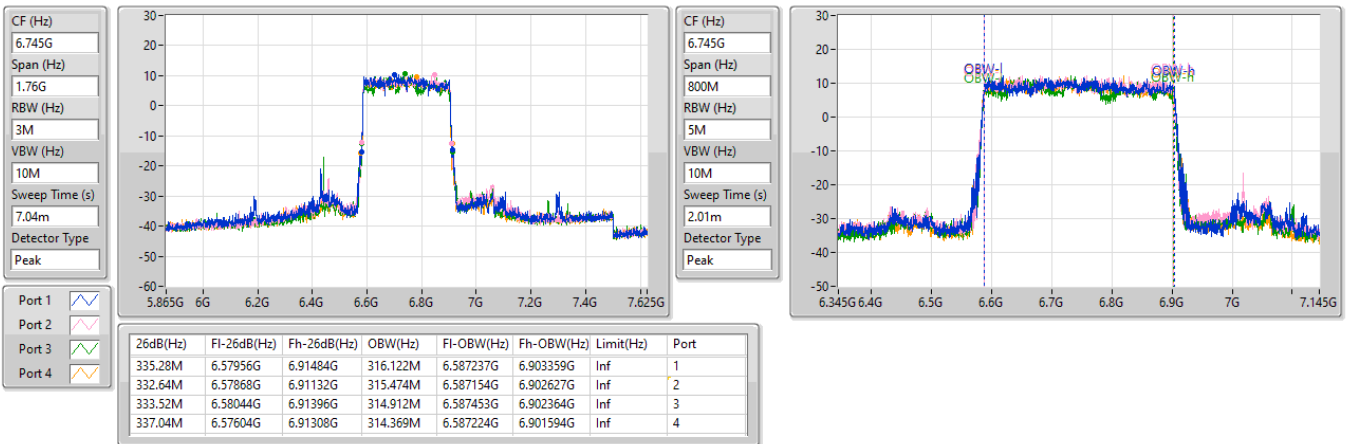 CF (Hz)
6.745G
Span (Hz)
1.76G
RBW (Hz)
3M
VBW (Hz)
10M
Sweep Time (s)
7.04m
Detector Type
Peak
30
20
10
0
-10
-20
-30
-40
-50
-60
5.865G 6G 6.2G 6.4G 6.6G 6.8G 7G 7.2G 7.4G 7.625G
CF (Hz)
6.745G
Span (Hz)
800M
RBW (Hz)
5M
VBW (Hz)
10M
Sweep Time (s)
2.01m
Detector Type
Peak
30
20
10
0
-10
-20
-30
-40
-50
OBW-l OBW-h
6.345G 6.4G 6.5G 6.6G 6.7G 6.8G 6.9G 7G 7.145G
Port 1
Port 2
Port 3
Port 4
26dB(Hz) Fl-26dB(Hz) Fh-26dB(Hz) OBW(Hz) Fl-OBW(Hz) Fh-OBW(Hz) Limit(Hz) Port
335.28M 6.57956G 6.91484G 316.122M 6.587237G 6.903359G Inf 1
332.64M 6.57868G 6.91132G 315.474M 6.587154G 6.902627G Inf 2
333.52M 6.58044G 6.91396G 314.912M 6.587453G 6.902364G Inf 3
337.04M 6.57604G 6.91308G 314.369M 6.587224G 6.901594G Inf 4